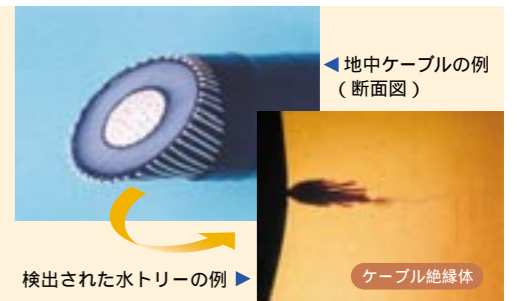 ◀地中ケーブルの例
(断面図)
検出された水トリーの例▶
ケーブル絶縁体